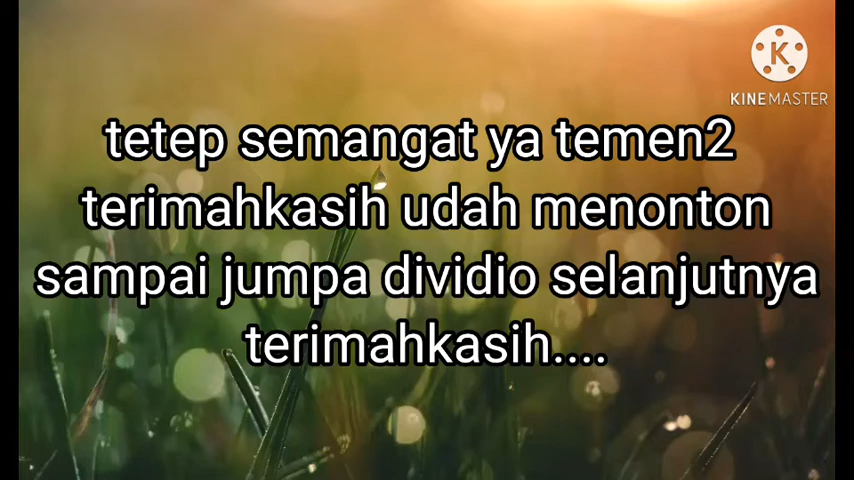 KINEMASTER
tetep semangat ya temen2
terimahkasih udah menonton
sampai jumpa dividio selanjutnya
terimahkasih....